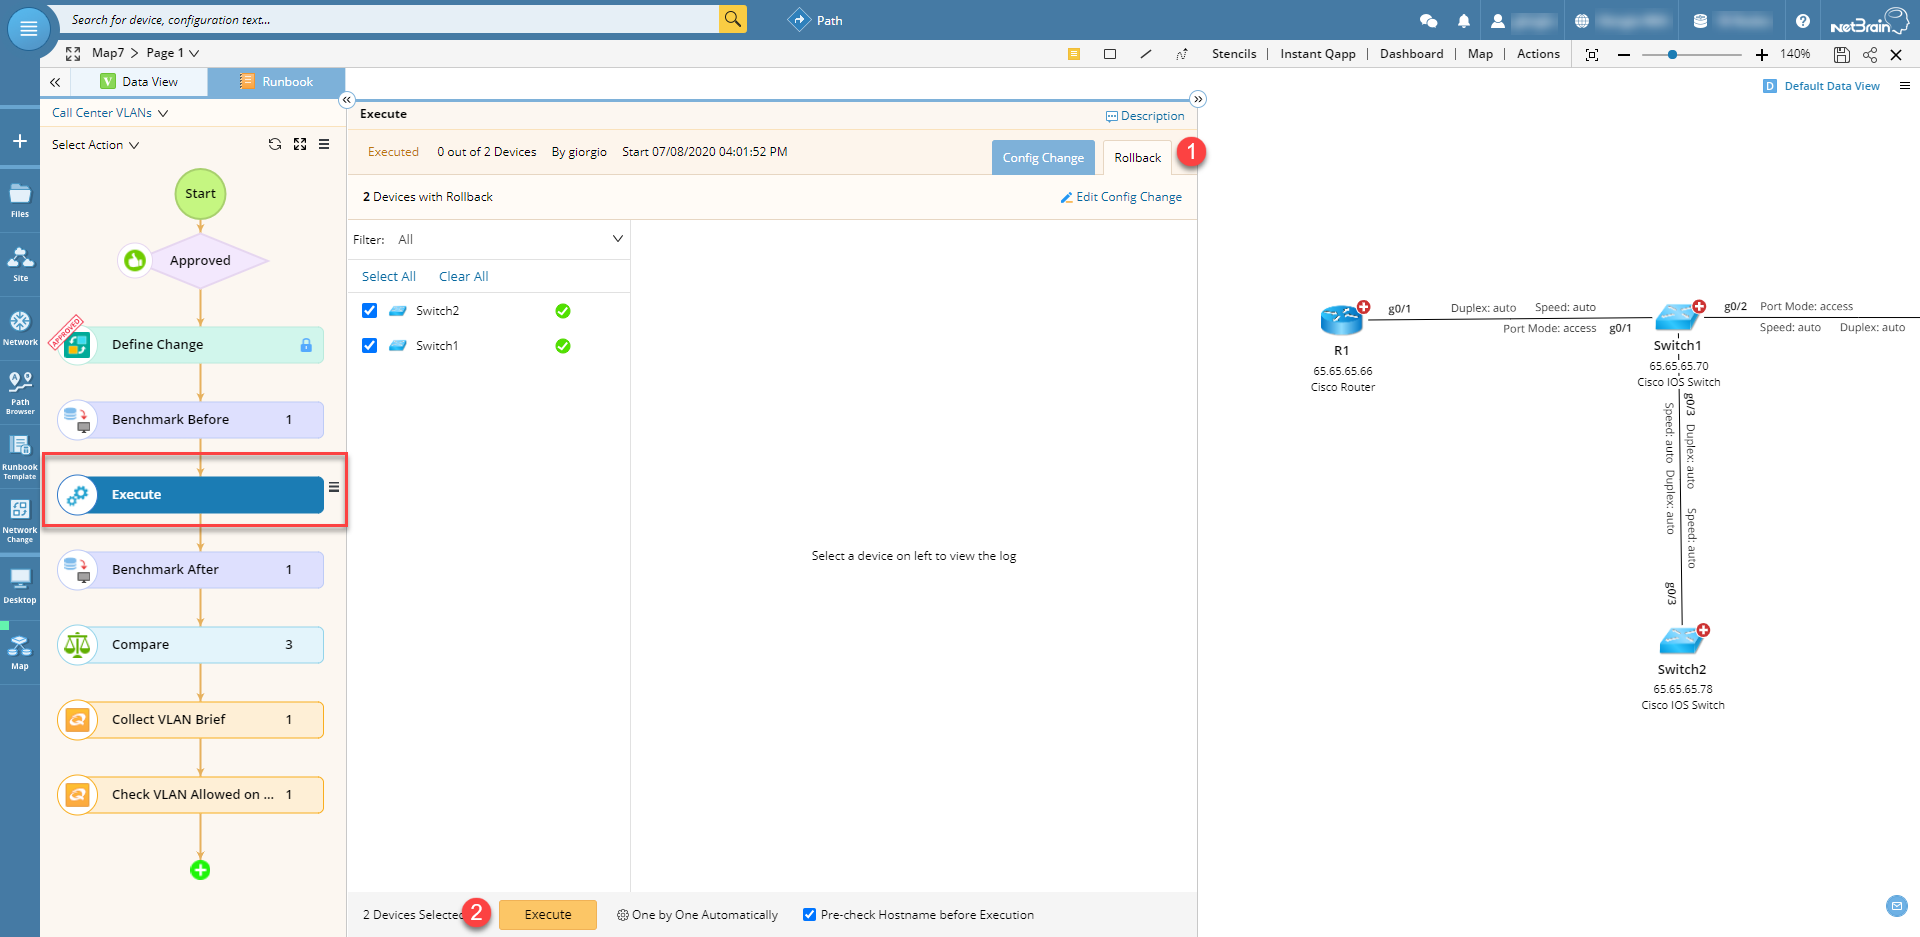 Search for device, configuration text...
Path
NetBrain
Map7 > Page 1
Stencils | Instant Qapp | Dashboard | Map | Actions
140%
Data View
Runbook
Default Data View
Call Center VLANs
Select Action
Start
Approved
APPROVED
Define Change
Benchmark Before 1
Execute
Benchmark After 1
Compare 3
Collect VLAN Brief 1
Check VLAN Allowed on ... 1
Files
Site
Network
Path
Browser
Runbook
Template
Network
Change
Desktop
Map
Execute
Description
Executed 0 out of 2 Devices By giorgio Start 07/08/2020 04:01:52 PM
Config Change
Rollback
1
2 Devices with Rollback
Edit Config Change
Filter: All
Select All Clear All
Switch2
Switch1
Select a device on left to view the log
2 Devices Selected
2
Execute
One by One Automatically
Pre-check Hostname before Execution
g0/1 Duplex: auto Speed: auto
Port Mode: access g0/1
g0/2 Port Mode: access
Speed: auto Duplex: auto
R1
65.65.65.66
Cisco Router
Switch1
65.65.65.70
Cisco IOS Switch
g0/3 Duplex: auto Speed: auto
Speed: auto Duplex: auto
g0/3
Switch2
65.65.65.78
Cisco IOS Switch